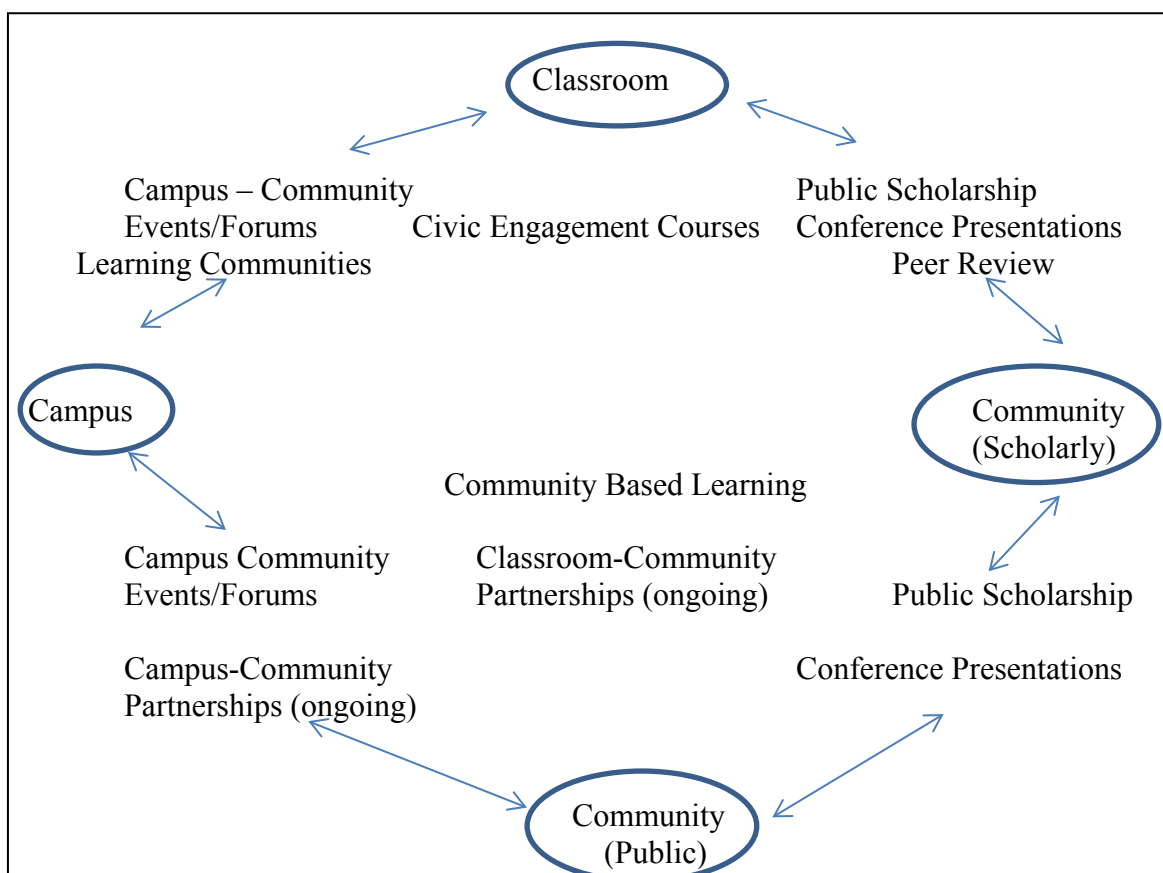 Classroom
Campus – Community
Events/Forums
Learning Communities
Civic Engagement Courses
Public Scholarship
Conference Presentations
Peer Review
Campus
Community
(Scholarly)
Community Based Learning
Campus Community
Events/Forums
Classroom-Community
Partnerships (ongoing)
Public Scholarship
Campus-Community
Partnerships (ongoing)
Conference Presentations
Community
(Public)